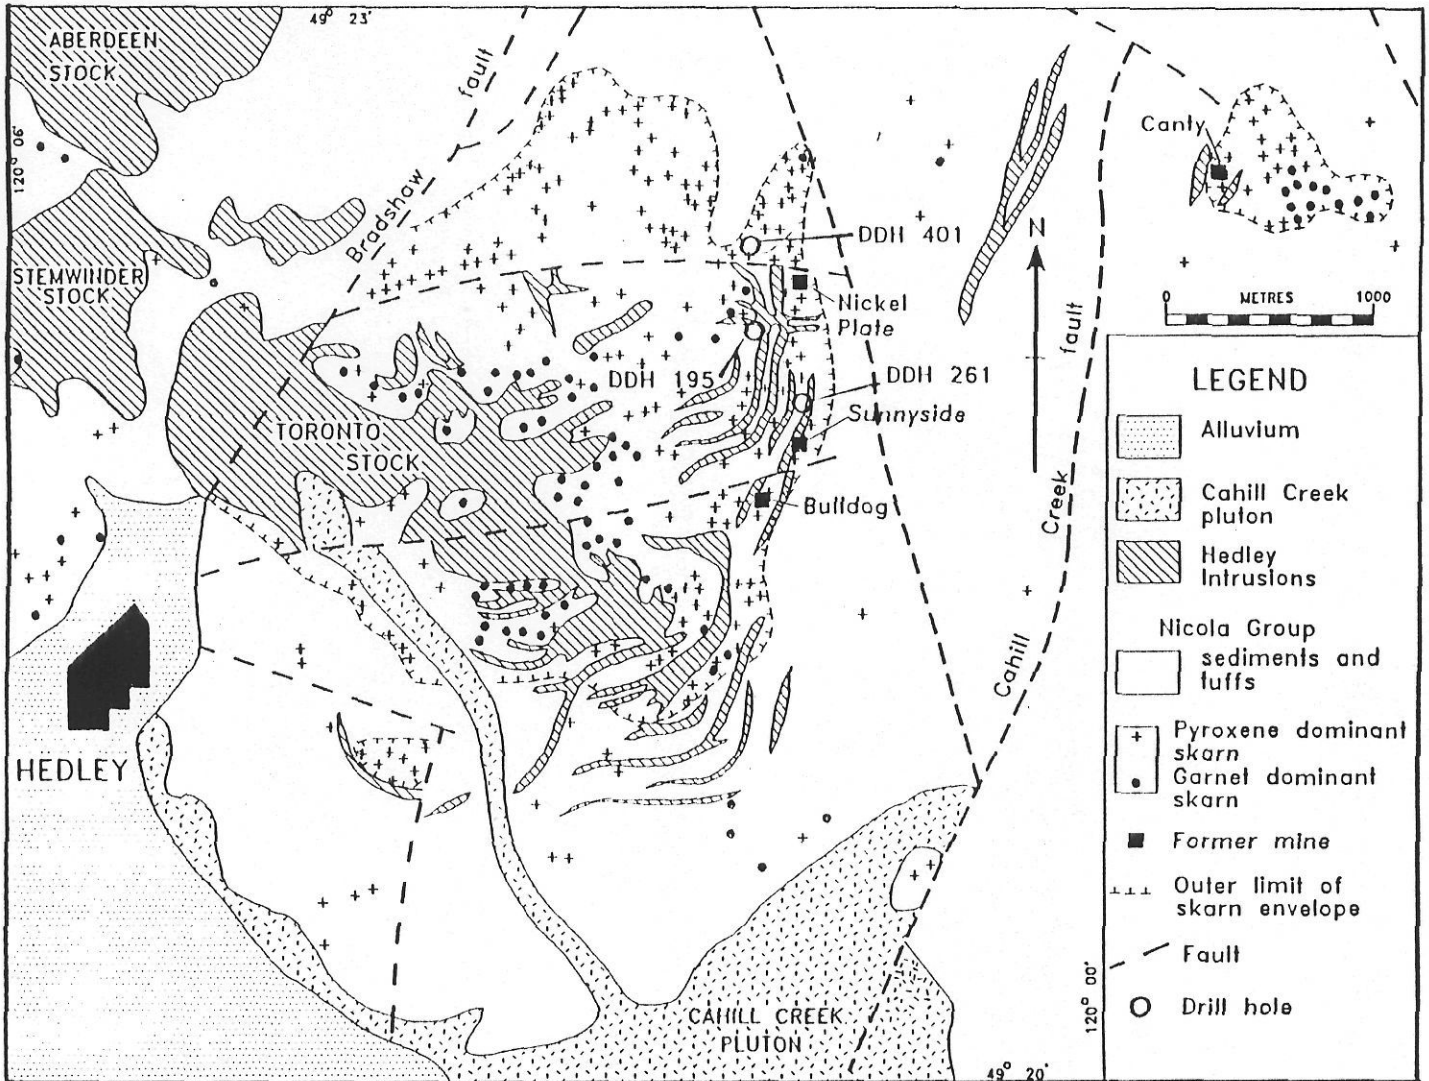 49° 23'
ABERDEEN
STOCK
120° 06'
Bradshaw fault
Canty
DDH 401
N
STEMWINDER
STOCK
0 METRES 1000
Nickel
Plate
DDH 195
DDH 261
Sunnyside
TORONTO
STOCK
Bulldog
Cahill Creek fault
HEDLEY
CAHILL CREEK
PLUTON
120° 00'
49° 20'
LEGEND
Alluvium
Cahill Creek
pluton
Hedley
Intrusions
Nicola Group
sediments and
tuffs
Pyroxene dominant
skarn
Garnet dominant
skarn
Former mine
Outer limit of
skarn envelope
Fault
Drill hole